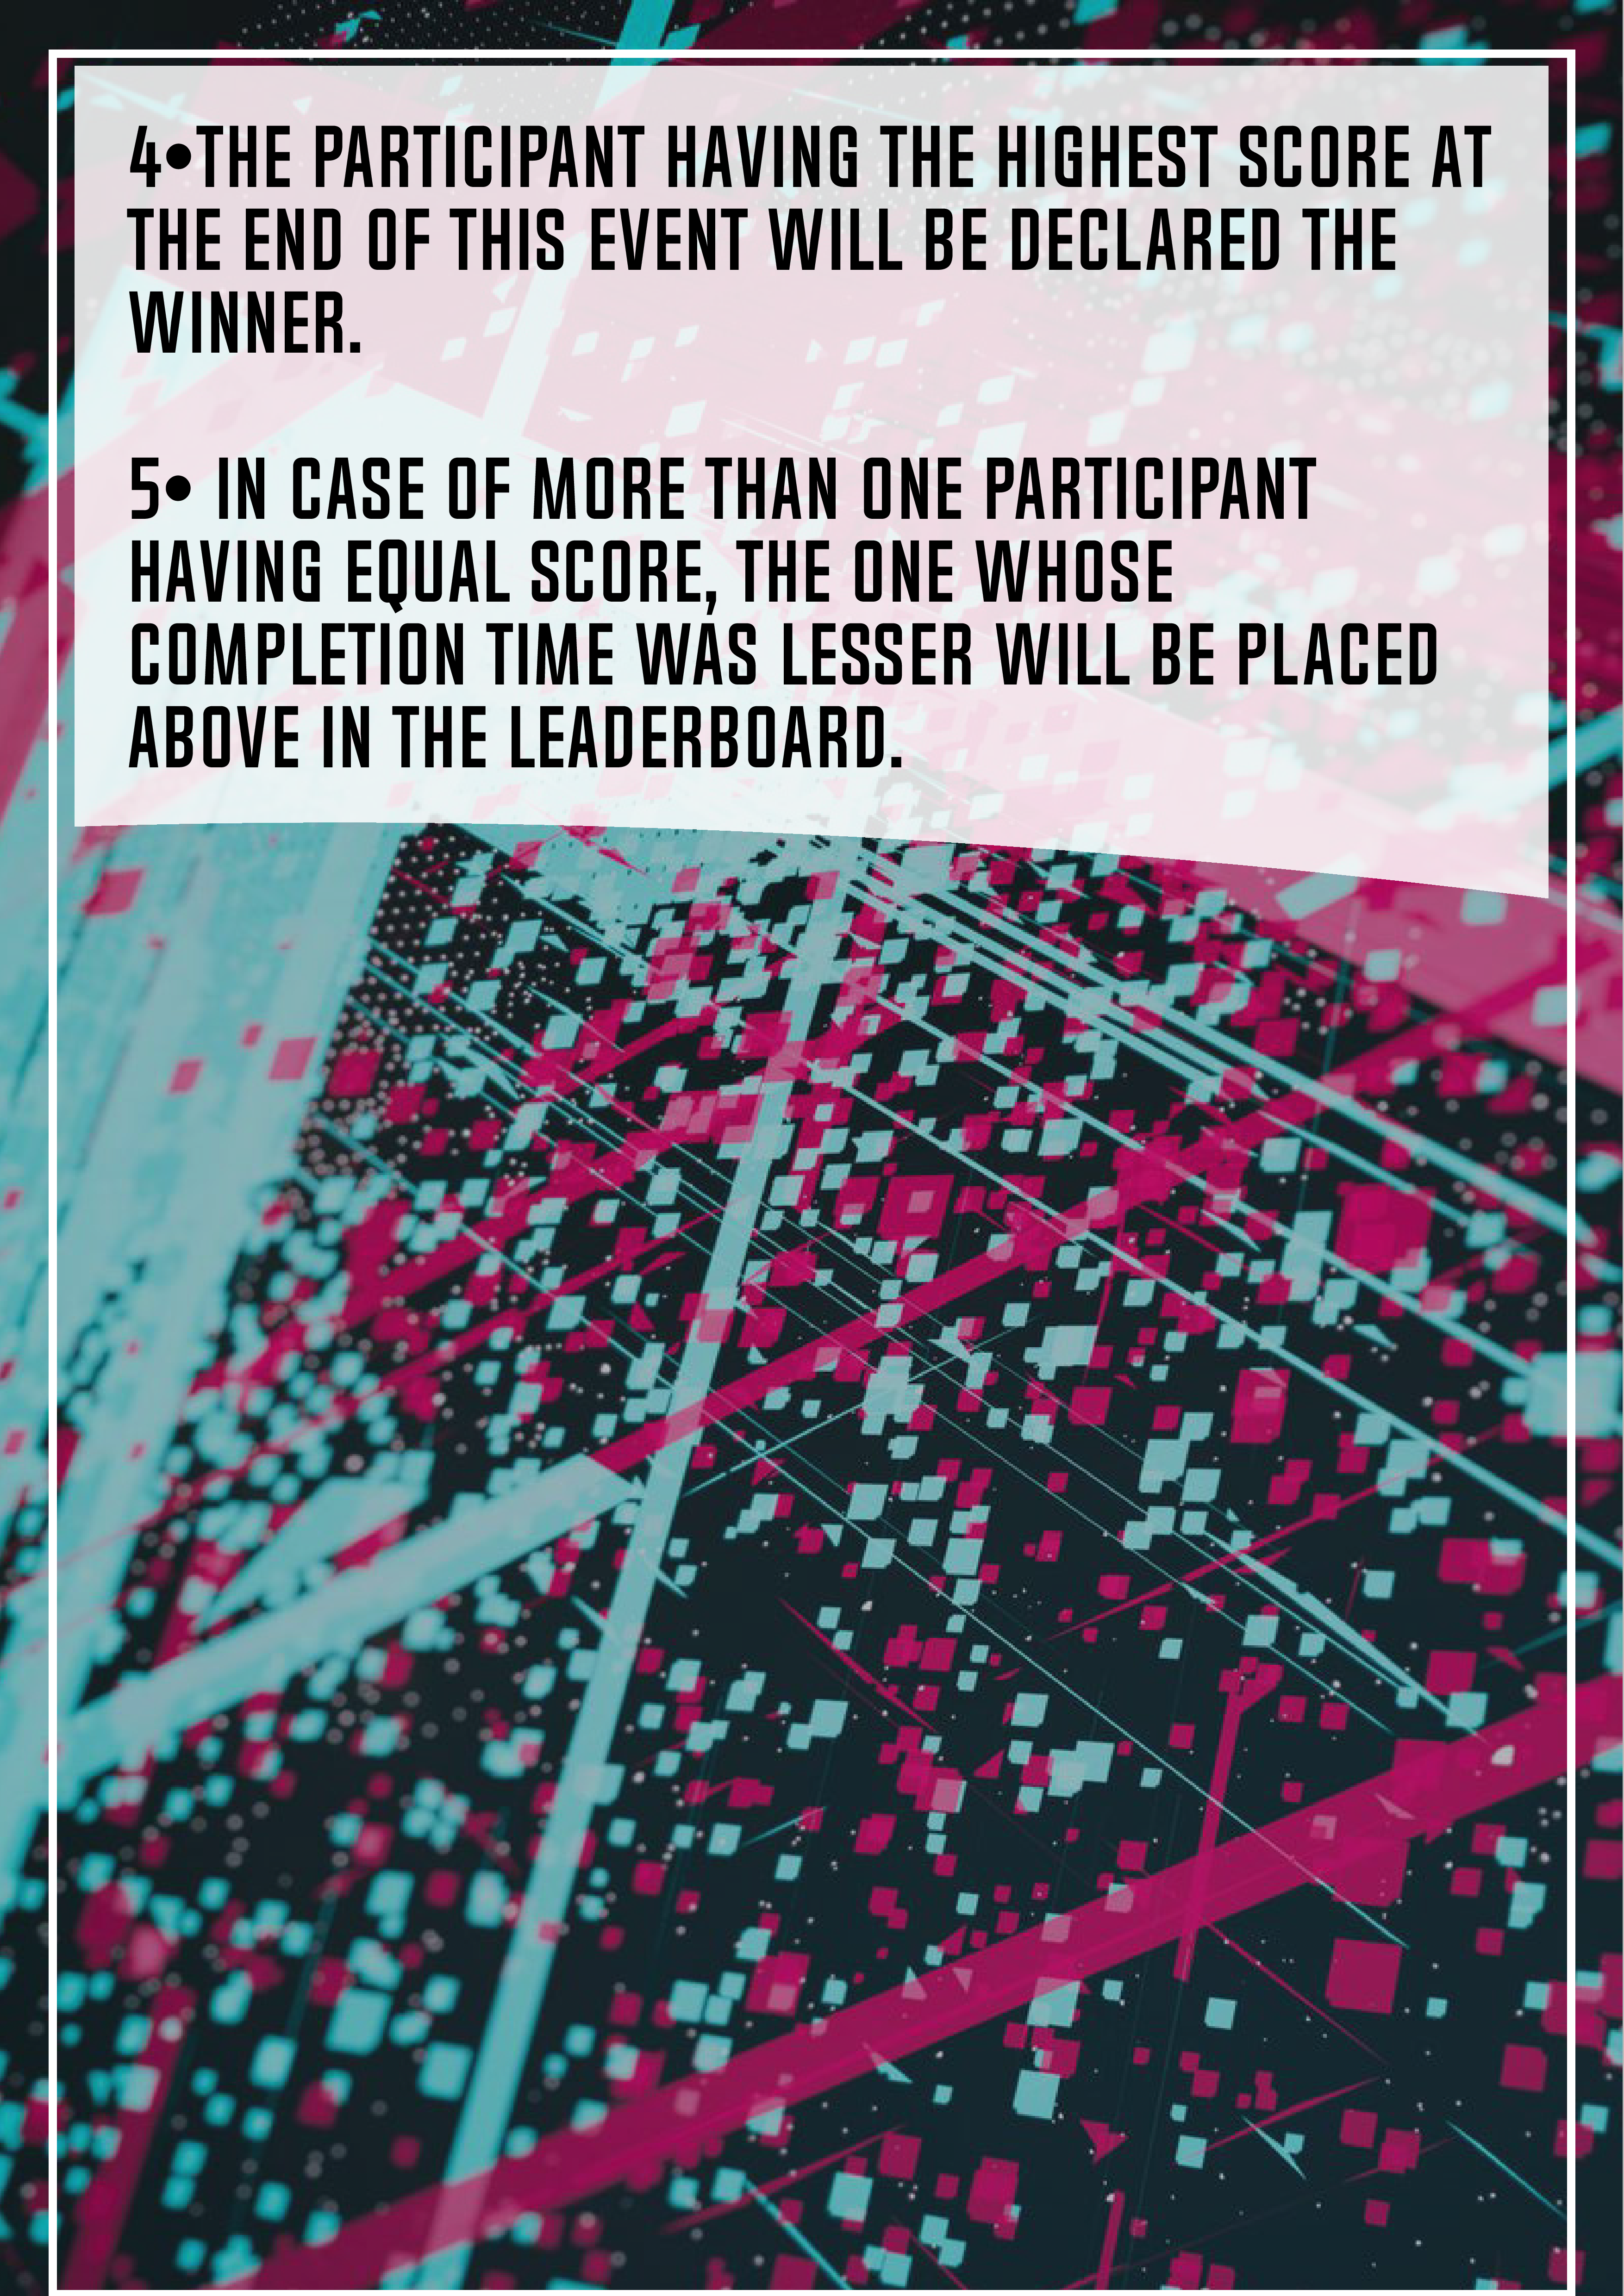 4•THE PARTICIPANT HAVING THE HIGHEST SCORE AT
THE END OF THIS EVENT WILL BE DECLARED THE
WINNER.
5• IN CASE OF MORE THAN ONE PARTICIPANT
HAVING EQUAL SCORE, THE ONE WHOSE
COMPLETION TIME WAS LESSER WILL BE PLACED
ABOVE IN THE LEADERBOARD.